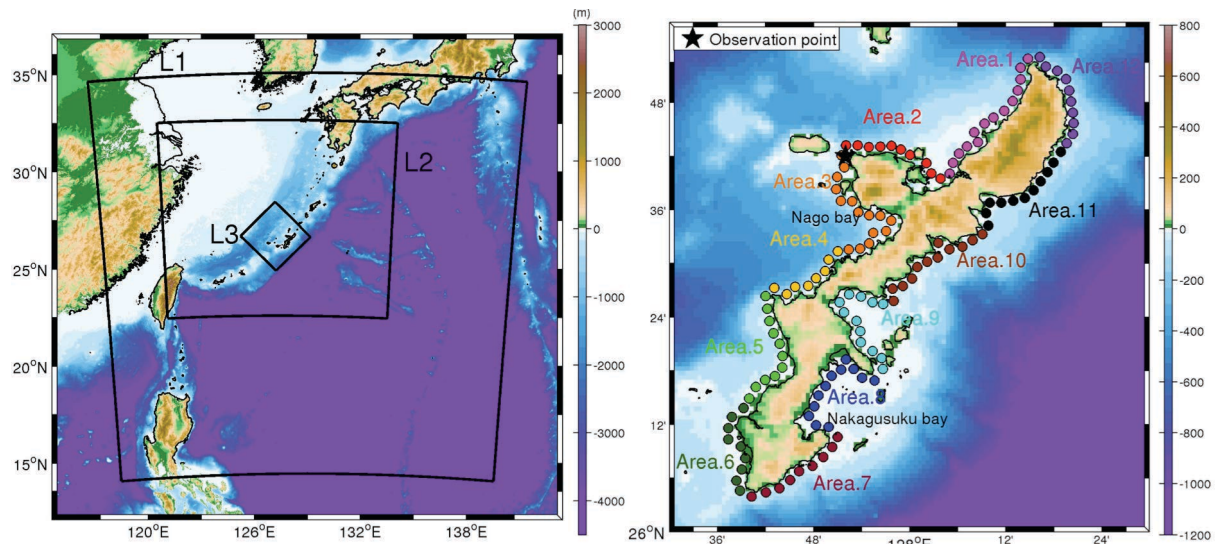 (m)
3000
2000
1000
0
-1000
-2000
-3000
-4000
35°N
30°N
25°N
20°N
15°N
120°E
126°E
132°E
138°E
L1
L2
L3
Observation point
Area.1
Area.2
Area.3
Nago bay
Area.4
Area.11
Area.10
Area.9
Area.5
Area.8
Nakagusuku bay
Area.6
Area.7
48'
36'
24'
12'
26°N
36'
48'
128°E
12'
24'
800
600
400
200
0
-200
-400
-600
-800
-1000
-1200